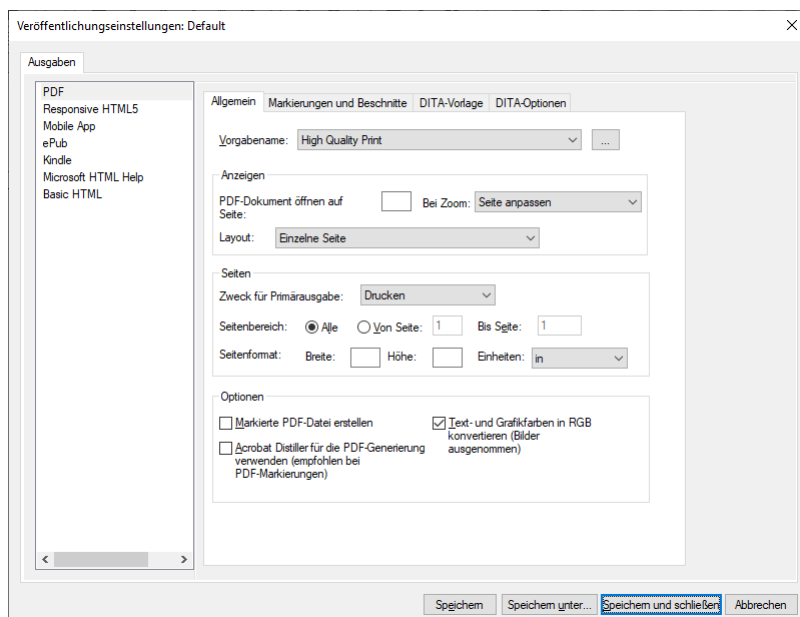 Veröffentlichungseinstellungen: Default
Ausgaben
PDF
Responsive HTML5
Mobile App
ePub
Kindle
Microsoft HTML Help
Basic HTML
Allgemein Markierungen und Beschnitte DITA-Vorlage DITA-Optionen
Vorgabename: High Quality Print ...
Anzeigen
PDF-Dokument öffnen auf
Seite:
Bei Zoom: Seite anpassen
Layout: Einzelne Seite
Seiten
Zweck für Primärausgabe: Drucken
Seitenbereich: Alle Von Seite: 1 Bis Seite: 1
Seitenformat: Breite: Höhe: Einheiten: in
Optionen
Markierte PDF-Datei erstellen
Acrobat Distiller für die PDF-Generierung
verwenden (empfohlen bei
PDF-Markierungen)
Text- und Grafikfarben in RGB
konvertieren (Bilder
ausgenommen)
Speichern Speichern unter... Speichern und schließen Abbrechen